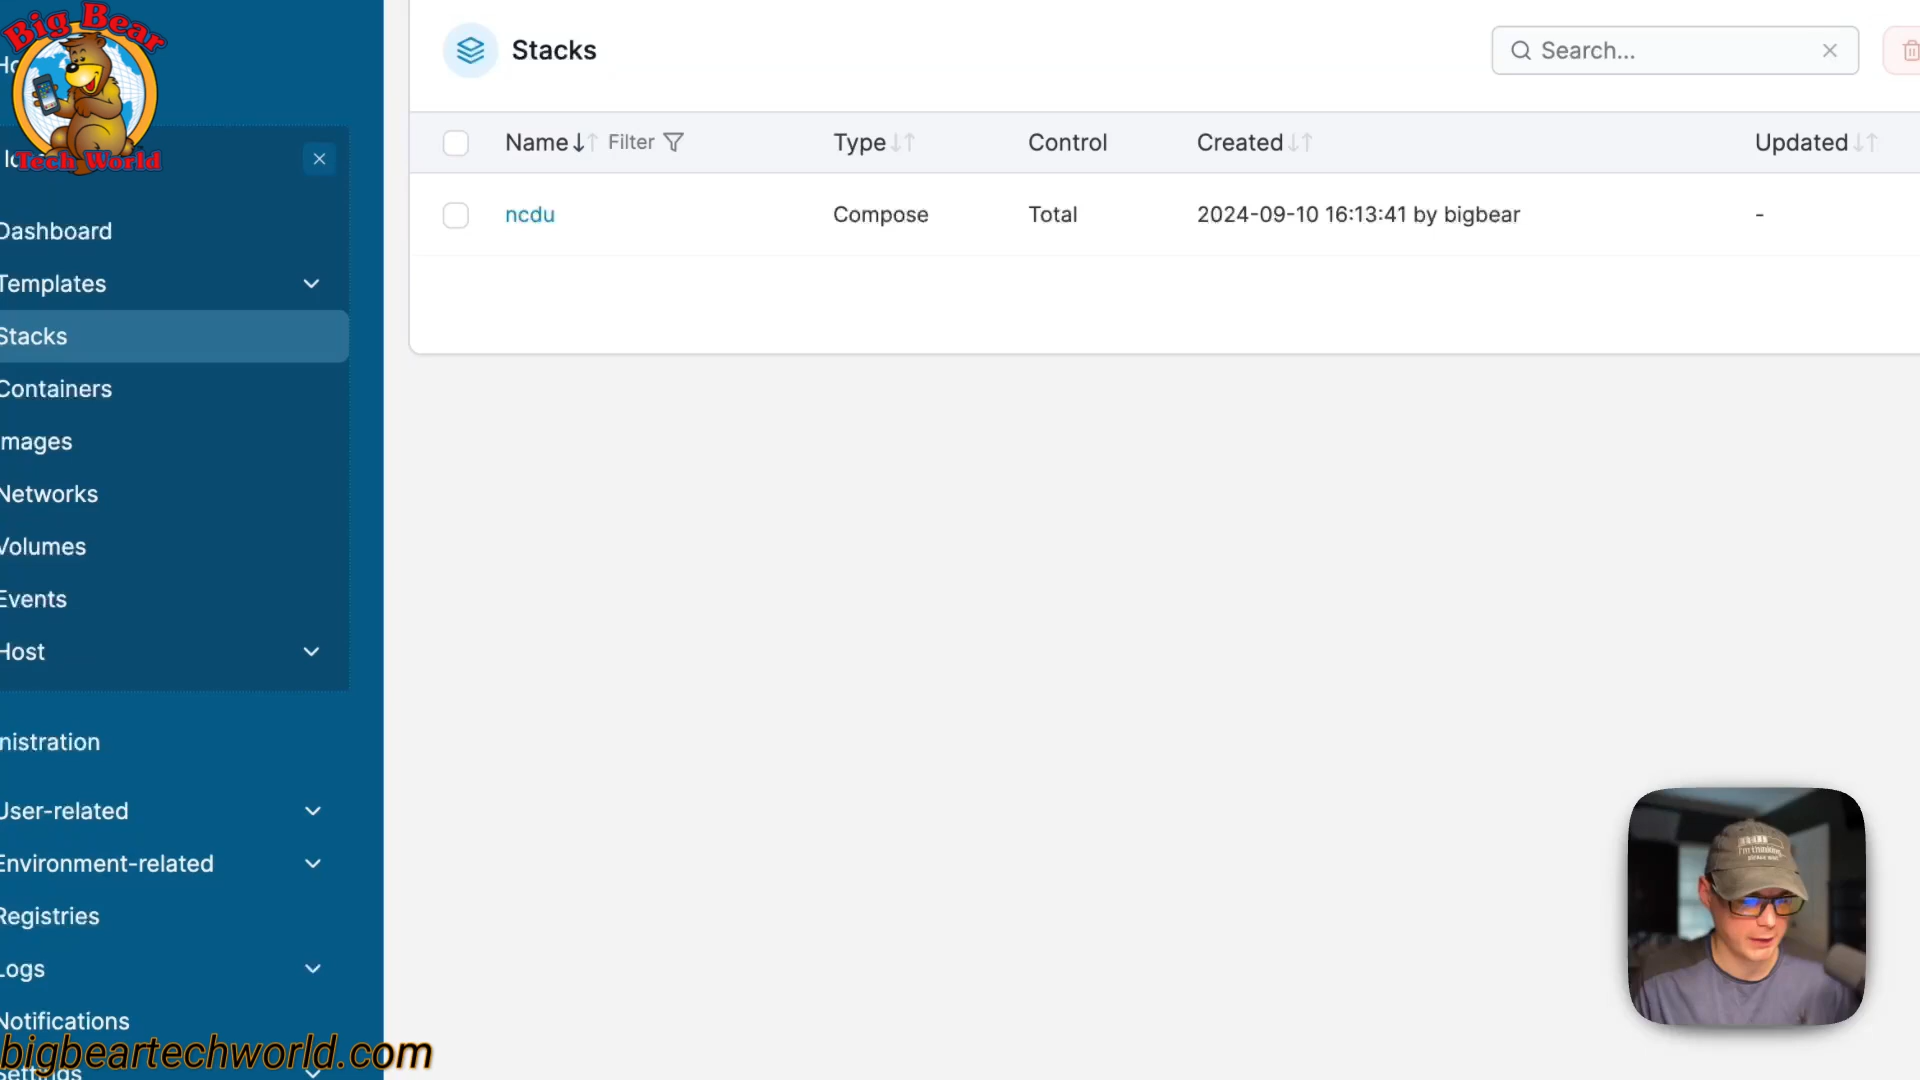 Big Bear
Tech World
Stacks
Search...
Name Filter Type Control Created Updated
ncdu Compose Total 2024-09-10 16:13:41 by bigbear -
Dashboard
Templates
Stacks
Containers
Images
Networks
Volumes
Events
Host
nistration
User-related
Environment-related
Registries
Logs
Notifications
bigbeartechworld.com
Settings